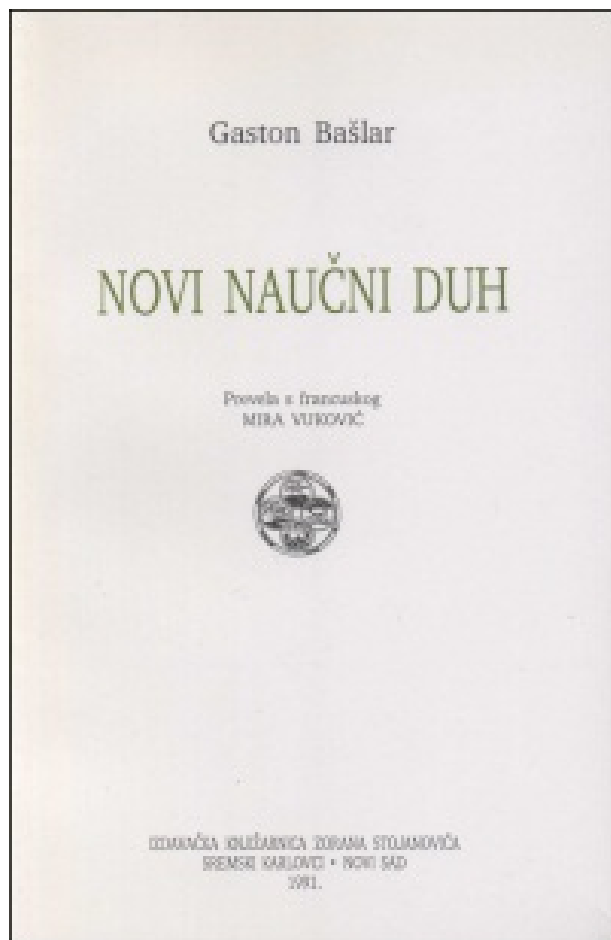 Gaston Bašlar
NOVI NAUČNI DUH
Prevela s francuskog
MIRA VUKOVIĆ
IZDAVAČKA KNJIŽARNICA ZORANA STOJANOVIĆA
SREMSKI KARLOVCI • NOVI SAD
1991.